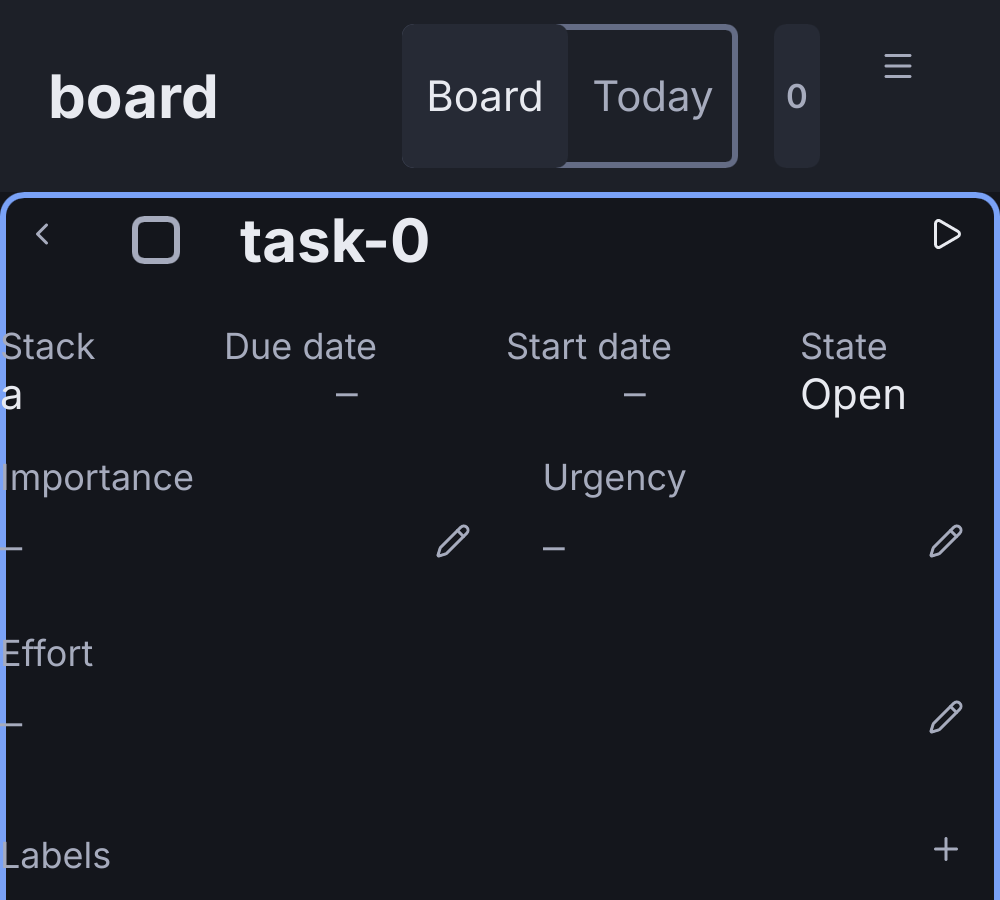 board Board Today 0
task-0
Stack Due date Start date State
a – – Open
Importance Urgency
– –
Effort
–
Labels